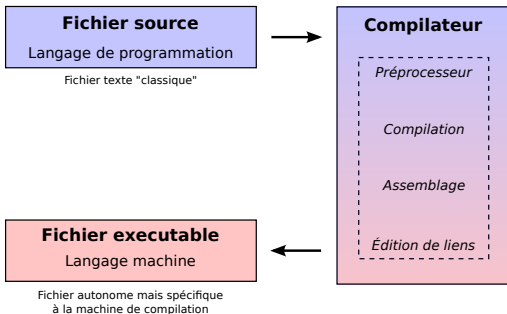 Fichier source
Langage de programmation
Fichier texte "classique"
Compilateur
Préprocesseur
Compilation
Assemblage
Édition de liens
Fichier executable
Langage machine
Fichier autonome mais spécifique
à la machine de compilation